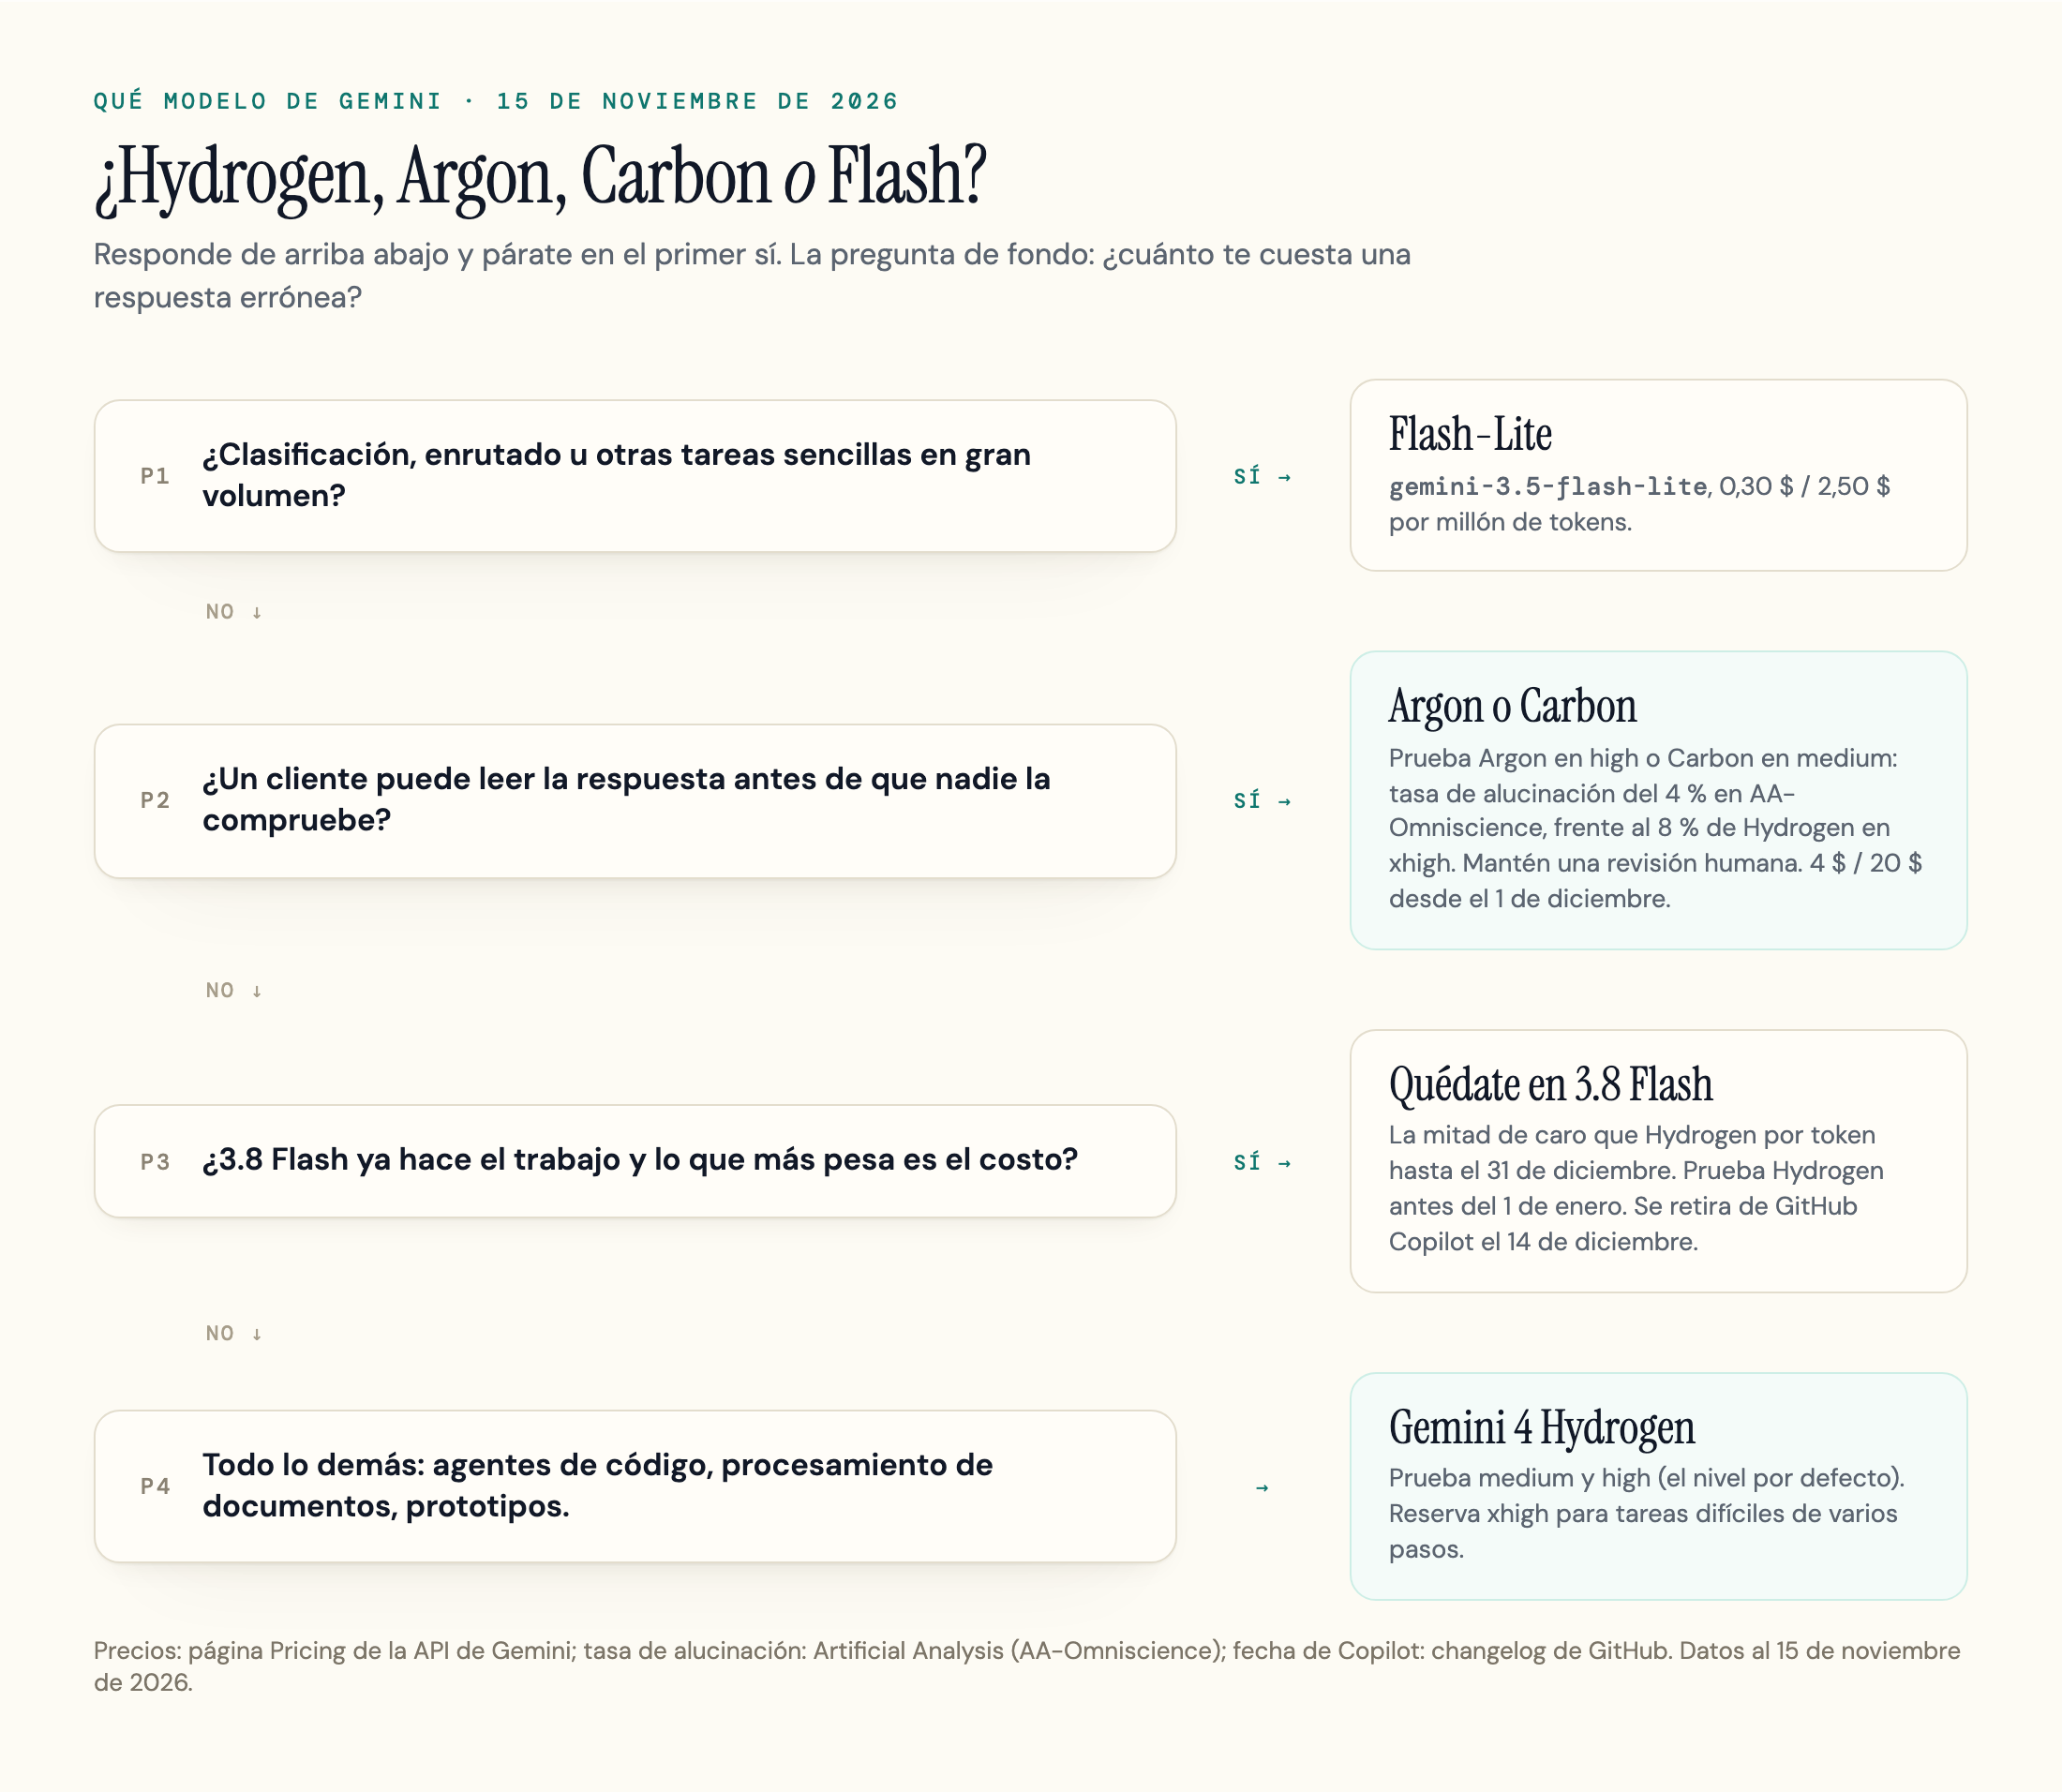 QUÉ MODELO DE GEMINI · 15 DE NOVIEMBRE DE 2026
¿Hydrogen, Argon, Carbon o Flash?
Responde de arriba abajo y párate en el primer sí. La pregunta de fondo: ¿cuánto te cuesta una
respuesta errónea?
P1
¿Clasificación, enrutado u otras tareas sencillas en gran
volumen?
SÍ →
Flash-Lite
gemini-3.5-flash-lite, 0,30 $ / 2,50 $
por millón de tokens.
NO ↓
P2
¿Un cliente puede leer la respuesta antes de que nadie la
compruebe?
SÍ →
Argon o Carbon
Prueba Argon en high o Carbon en medium:
tasa de alucinación del 4 % en AA-
Omniscience, frente al 8 % de Hydrogen en
xhigh. Mantén una revisión humana. 4 $ / 20 $
desde el 1 de diciembre.
NO ↓
P3
¿3.8 Flash ya hace el trabajo y lo que más pesa es el costo?
SÍ →
Quédate en 3.8 Flash
La mitad de caro que Hydrogen por token
hasta el 31 de diciembre. Prueba Hydrogen
antes del 1 de enero. Se retira de GitHub
Copilot el 14 de diciembre.
NO ↓
P4
Todo lo demás: agentes de código, procesamiento de
documentos, prototipos.
→
Gemini 4 Hydrogen
Prueba medium y high (el nivel por defecto).
Reserva xhigh para tareas difíciles de varios
pasos.
Precios: página Pricing de la API de Gemini; tasa de alucinación: Artificial Analysis (AA-Omniscience); fecha de Copilot: changelog de GitHub. Datos al 15 de noviembre
de 2026.